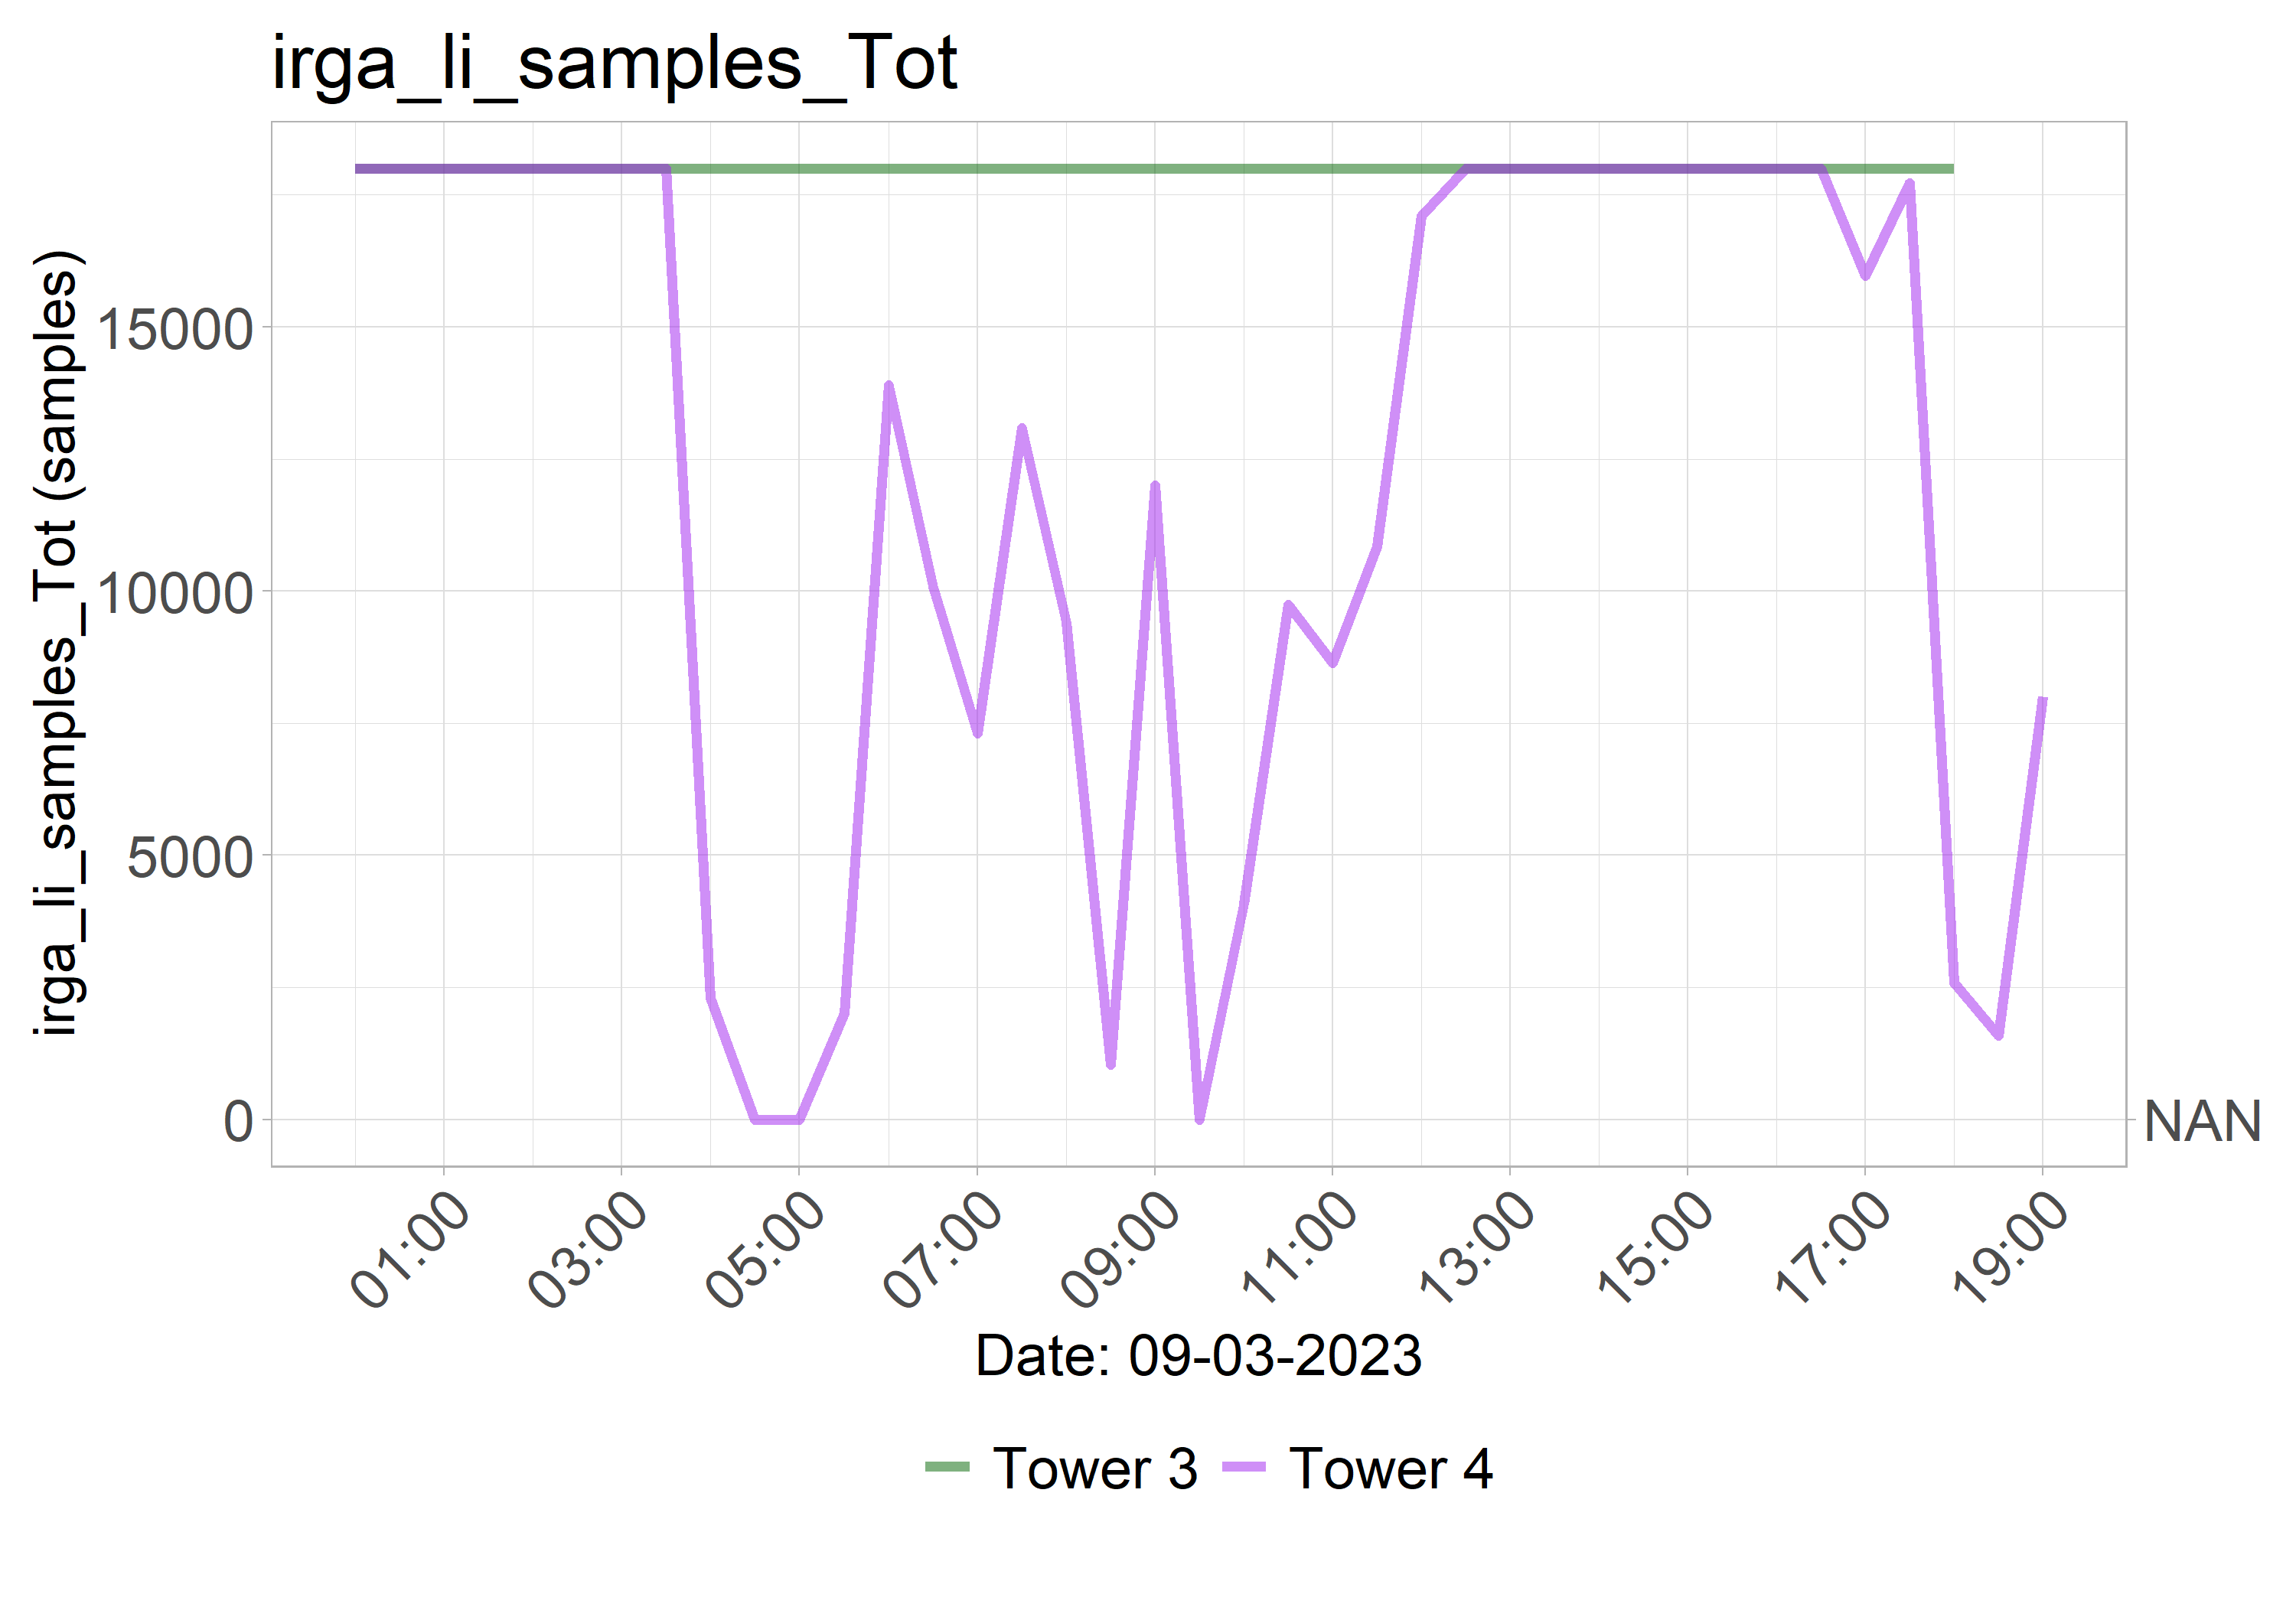 irga_li_samples_Tot
irga_li_samples_Tot (samples)
15000
10000
5000
0
NAN
01:00
03:00
05:00
07:00
09:00
11:00
13:00
15:00
17:00
19:00
Date: 09-03-2023
Tower 3
Tower 4